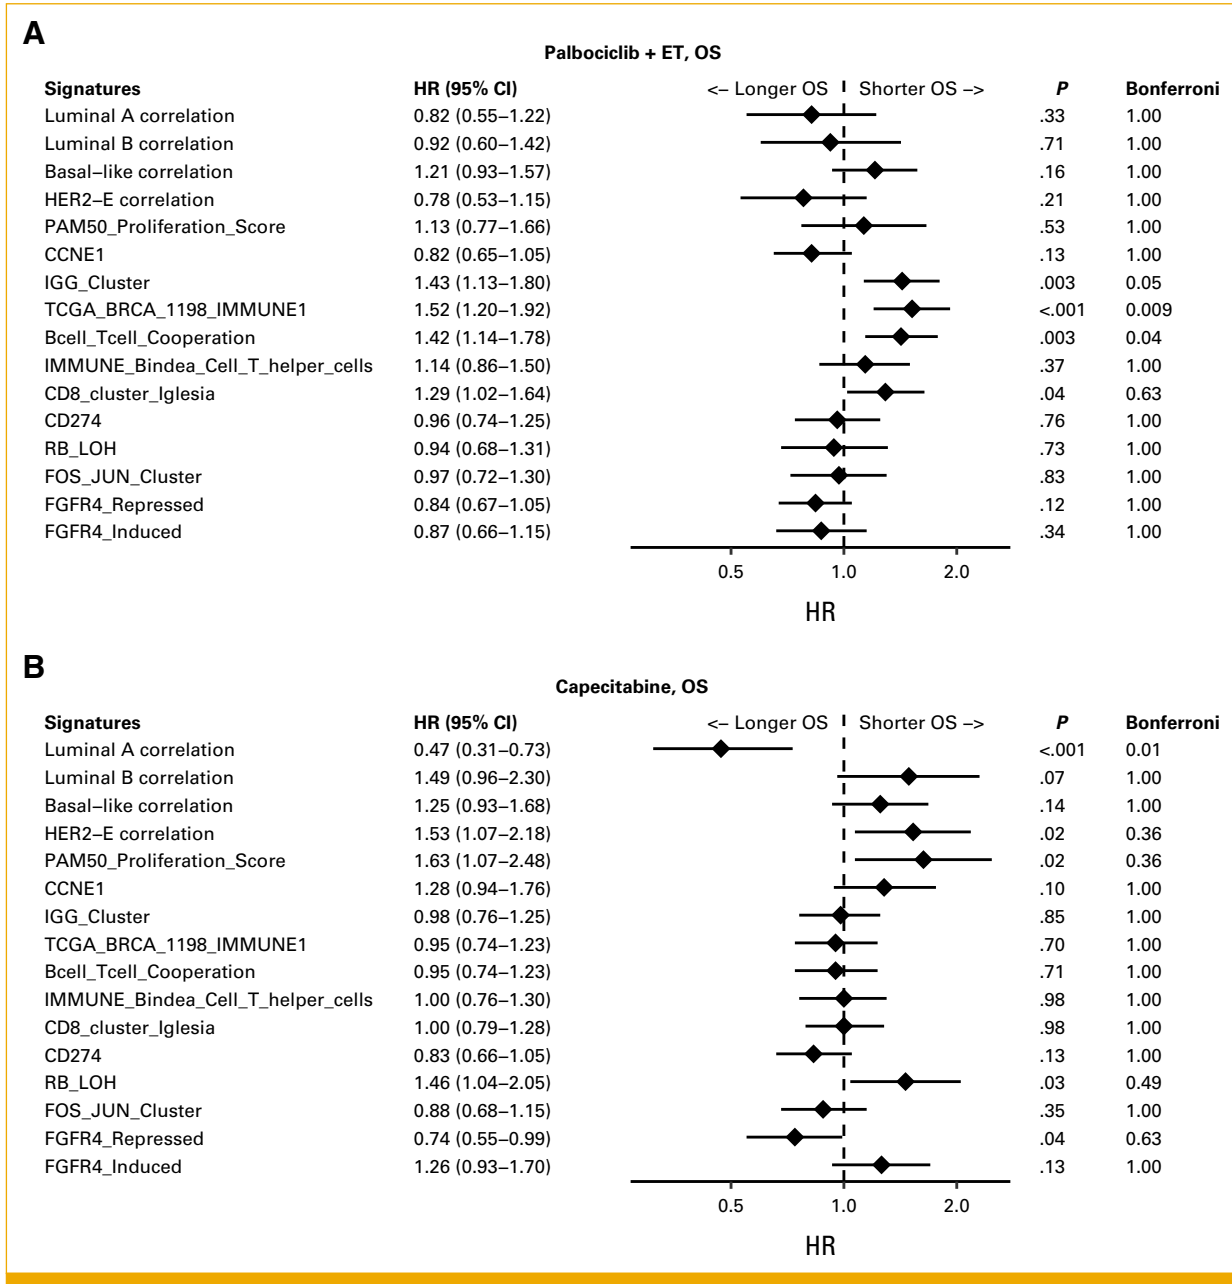 A
Palbociclib + ET, OS
Signatures HR (95% CI) <– Longer OS Shorter OS –> P Bonferroni
Luminal A correlation 0.82 (0.55–1.22) .33 1.00
Luminal B correlation 0.92 (0.60–1.42) .71 1.00
Basal–like correlation 1.21 (0.93–1.57) .16 1.00
HER2–E correlation 0.78 (0.53–1.15) .21 1.00
PAM50_Proliferation_Score 1.13 (0.77–1.66) .53 1.00
CCNE1 0.82 (0.65–1.05) .13 1.00
IGG_Cluster 1.43 (1.13–1.80) .003 0.05
TCGA_BRCA_1198_IMMUNE1 1.52 (1.20–1.92) <.001 0.009
Bcell_Tcell_Cooperation 1.42 (1.14–1.78) .003 0.04
IMMUNE_Bindea_Cell_T_helper_cells 1.14 (0.86–1.50) .37 1.00
CD8_cluster_Iglesia 1.29 (1.02–1.64) .04 0.63
CD274 0.96 (0.74–1.25) .76 1.00
RB_LOH 0.94 (0.68–1.31) .73 1.00
FOS_JUN_Cluster 0.97 (0.72–1.30) .83 1.00
FGFR4_Repressed 0.84 (0.67–1.05) .12 1.00
FGFR4_Induced 0.87 (0.66–1.15) .34 1.00
0.5 1.0 2.0
HR
B
Capecitabine, OS
Signatures HR (95% CI) <– Longer OS Shorter OS –> P Bonferroni
Luminal A correlation 0.47 (0.31–0.73) <.001 0.01
Luminal B correlation 1.49 (0.96–2.30) .07 1.00
Basal–like correlation 1.25 (0.93–1.68) .14 1.00
HER2–E correlation 1.53 (1.07–2.18) .02 0.36
PAM50_Proliferation_Score 1.63 (1.07–2.48) .02 0.36
CCNE1 1.28 (0.94–1.76) .10 1.00
IGG_Cluster 0.98 (0.76–1.25) .85 1.00
TCGA_BRCA_1198_IMMUNE1 0.95 (0.74–1.23) .70 1.00
Bcell_Tcell_Cooperation 0.95 (0.74–1.23) .71 1.00
IMMUNE_Bindea_Cell_T_helper_cells 1.00 (0.76–1.30) .98 1.00
CD8_cluster_Iglesia 1.00 (0.79–1.28) .98 1.00
CD274 0.83 (0.66–1.05) .13 1.00
RB_LOH 1.46 (1.04–2.05) .03 0.49
FOS_JUN_Cluster 0.88 (0.68–1.15) .35 1.00
FGFR4_Repressed 0.74 (0.55–0.99) .04 0.63
FGFR4_Induced 1.26 (0.93–1.70) .13 1.00
0.5 1.0 2.0
HR